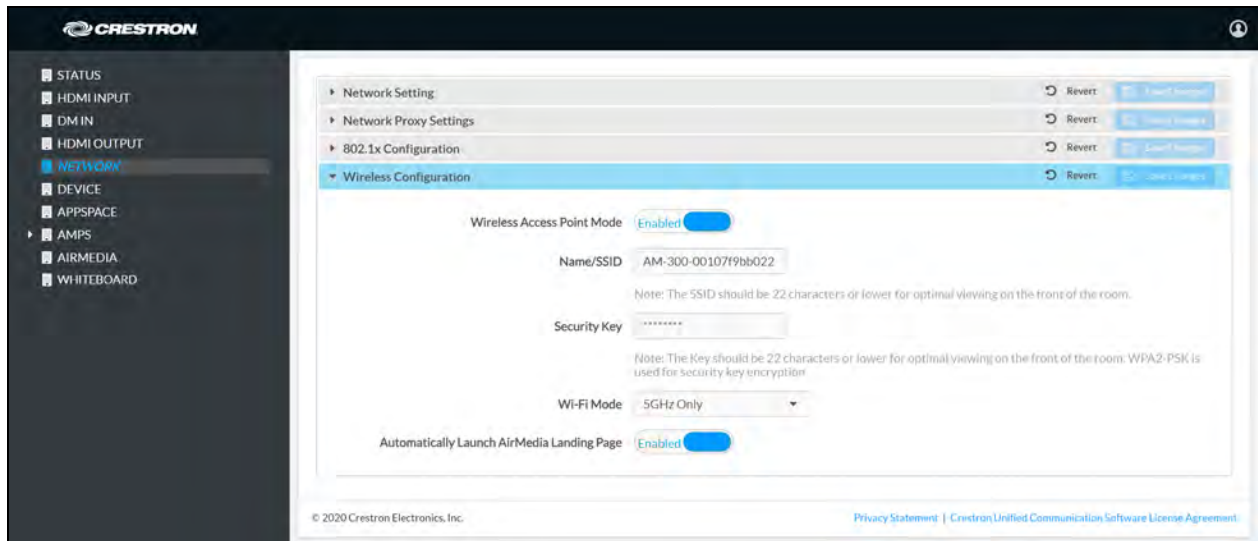 CRESTRON
STATUS
HDMI INPUT
DM IN
HDMI OUTPUT
NETWORK
DEVICE
APPSPACE
AMPS
AIRMEDIA
WHITEBOARD
Network Setting
Revert
Network Proxy Settings
Revert
802.1x Configuration
Revert
Wireless Configuration
Revert
Wireless Access Point Mode Enabled
Name/SSID AM-300-00107f9bb022
Note: The SSID should be 22 characters or lower for optimal viewing on the front of the room.
Security Key ********
Note: The Key should be 22 characters or lower for optimal viewing on the front of the room. WPA2-PSK is
used for security key encryption
Wi-Fi Mode 5GHz Only
Automatically Launch AirMedia Landing Page Enabled
© 2020 Crestron Electronics, Inc.
Privacy Statement | Crestron Unified Communication Software License Agreement